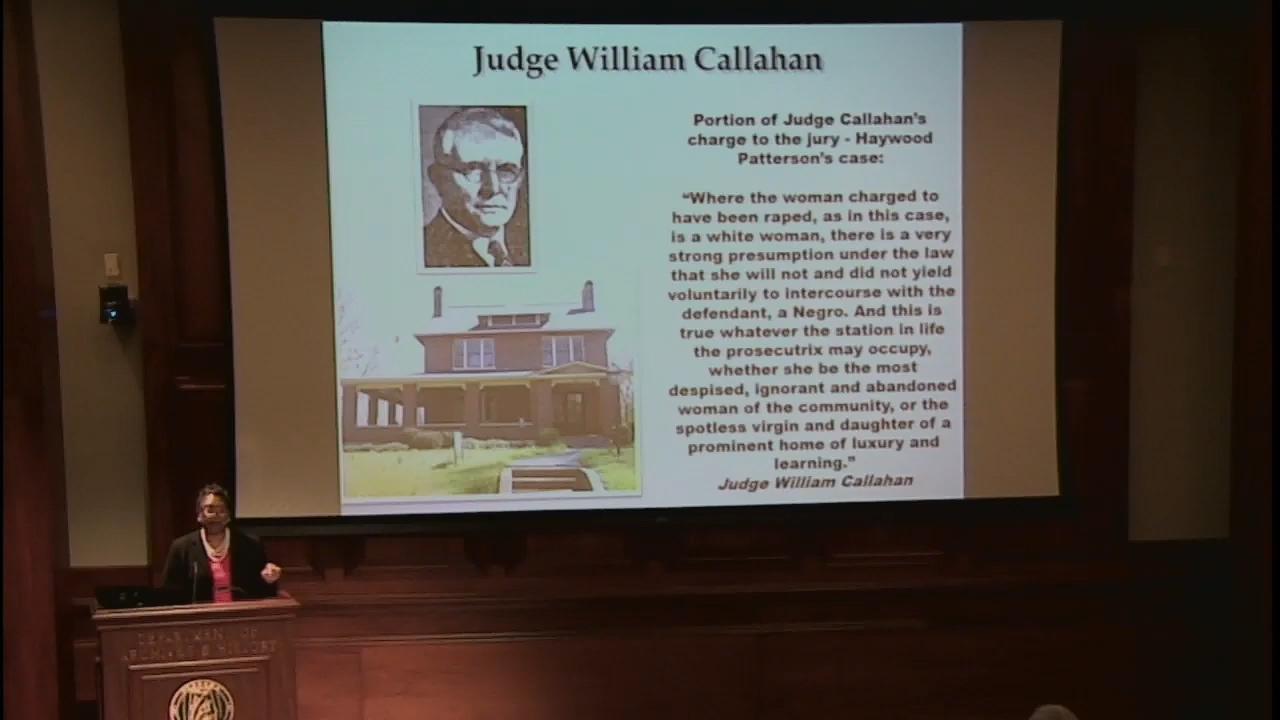 Judge William Callahan
Portion of Judge Callahan's
charge to the jury - Haywood
Patterson's case:
“Where the woman charged to
have been raped, as in this case,
is a white woman, there is a very
strong presumption under the law
that she will not and did not yield
voluntarily to intercourse with the
defendant, a Negro. And this is
true whatever the station in life
the prosecutrix may occupy,
whether she be the most
despised, ignorant and abandoned
woman of the community, or the
spotless virgin and daughter of a
prominent home of luxury and
learning.”
Judge William Callahan
DEPARTMENT OF
ARCHIVES & HISTORY